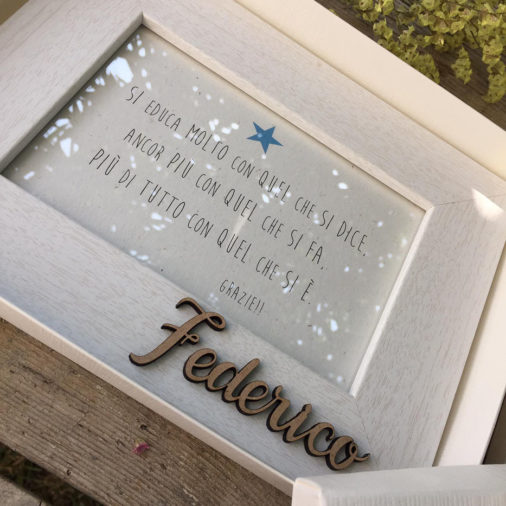 SI EDUCA MOLTO CON QUEL CHE SI DICE,
ANCOR PIÙ CON QUEL CHE SI FA,
PIÙ DI TUTTO CON QUEL CHE SI È.
GRAZIE!!
Federico